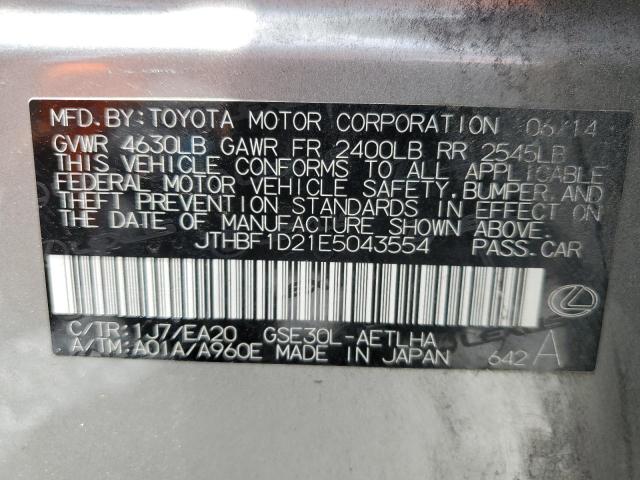 MFD.BY:TOYOTA MOTOR CORPORATION 06/14
GVWR 4630LB GAWR FR 2400LB RR 2545LB
THIS VEHICLE CONFORMS TO ALL APPLICABLE
FEDERAL MOTOR VEHICLE SAFETY,BUMPER,AND
THEFT PREVENTION STANDARDS IN EFFECT ON
THE DATE OF MANUFACTURE SHOWN ABOVE.
JTHBF1D21E5043554 PASS.CAR
C/TR:1J7/EA20 GSE30L-AETLHA
A/TM:A01A/A960E MADE IN JAPAN 642 A